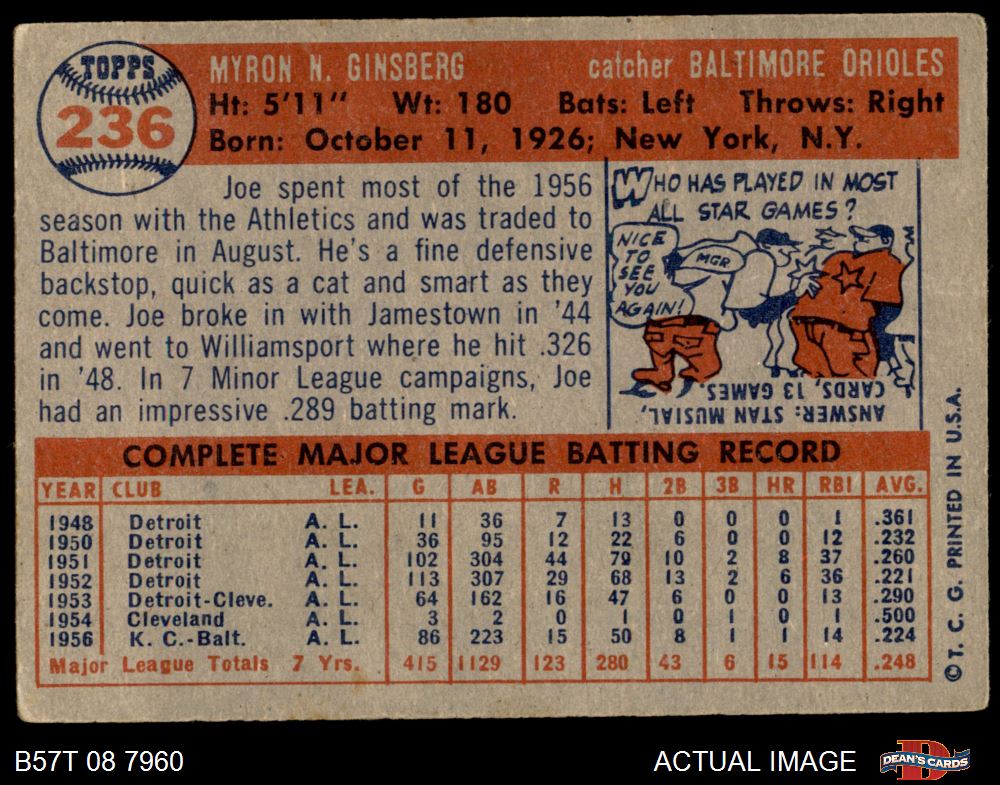 TOPPS
236
MYRON N. GINSBERG catcher BALTIMORE ORIOLES
Ht: 5'11" Wt: 180 Bats: Left Throws: Right
Born: October 11, 1926; New York, N.Y.
Joe spent most of the 1956
season with the Athletics and was traded to
Baltimore in August. He's a fine defensive
backstop, quick as a cat and smart as they
come. Joe broke in with Jamestown in '44
and went to Williamsport where he hit .326
in '48. In 7 Minor League campaigns, Joe
had an impressive .289 batting mark.
WHO HAS PLAYED IN MOST
ALL STAR GAMES?
NICE
TO
SEE
YOU
AGAIN!
MGR
ANSWER: STAN MUSIAL,
CARDS, 13 GAMES.
COMPLETE MAJOR LEAGUE BATTING RECORD
YEAR CLUB LEA. G AB R H 2B 3B HR RBI AVG.
1948 Detroit A. L. 11 36 7 13 0 0 0 1 .361
1950 Detroit A. L. 36 95 12 22 6 0 0 12 .232
1951 Detroit A. L. 102 304 44 79 10 2 8 37 .260
1952 Detroit A. L. 113 307 29 68 13 2 6 36 .221
1953 Detroit-Cleve. A. L. 64 162 16 47 6 0 0 13 .290
1954 Cleveland A. L. 3 2 0 1 0 1 0 1 .500
1956 K. C.-Balt. A. L. 86 223 15 50 8 1 1 14 .224
Major League Totals 7 Yrs. 415 1129 123 280 43 6 15 114 .248
© T. C. G. PRINTED IN U.S.A.
B57T 08 7960
ACTUAL IMAGE
D
DEAN'S CARDS